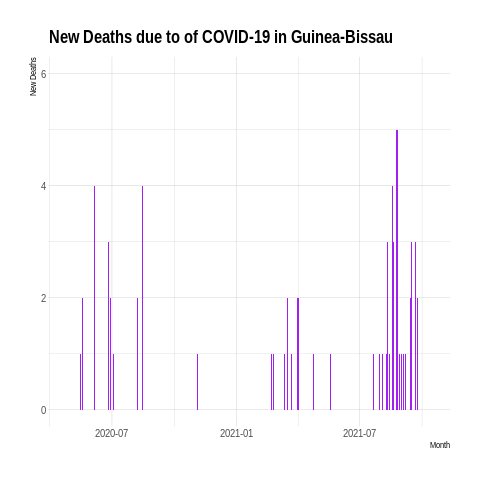 New Deaths due to of COVID-19 in Guinea-Bissau
New Deaths
6
4
2
0
2020-07
2021-01
2021-07
Month